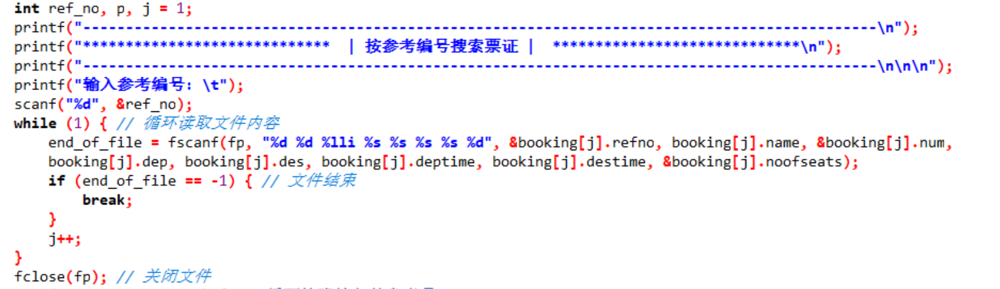 int ref_no, p, j = 1;
printf("---------------------------------------------------------------------------------------------\n");
printf("***************************** | 按参考编号搜索票证 | *****************************\n");
printf("---------------------------------------------------------------------------------------------\n\n\n");
printf("输入参考编号: \t");
scanf("%d", &ref_no);
while (1) { // 循环读取文件内容
    end_of_file = fscanf(fp, "%d %d %lli %s %s %s %s %d", &booking[j].refno, booking[j].name, &booking[j].num,
    booking[j].dep, booking[j].des, booking[j].deptime, booking[j].destime, &booking[j].noofseats);
    if (end_of_file == -1) { // 文件结束
        break;
    }
    j++;
}
fclose(fp); // 关闭文件